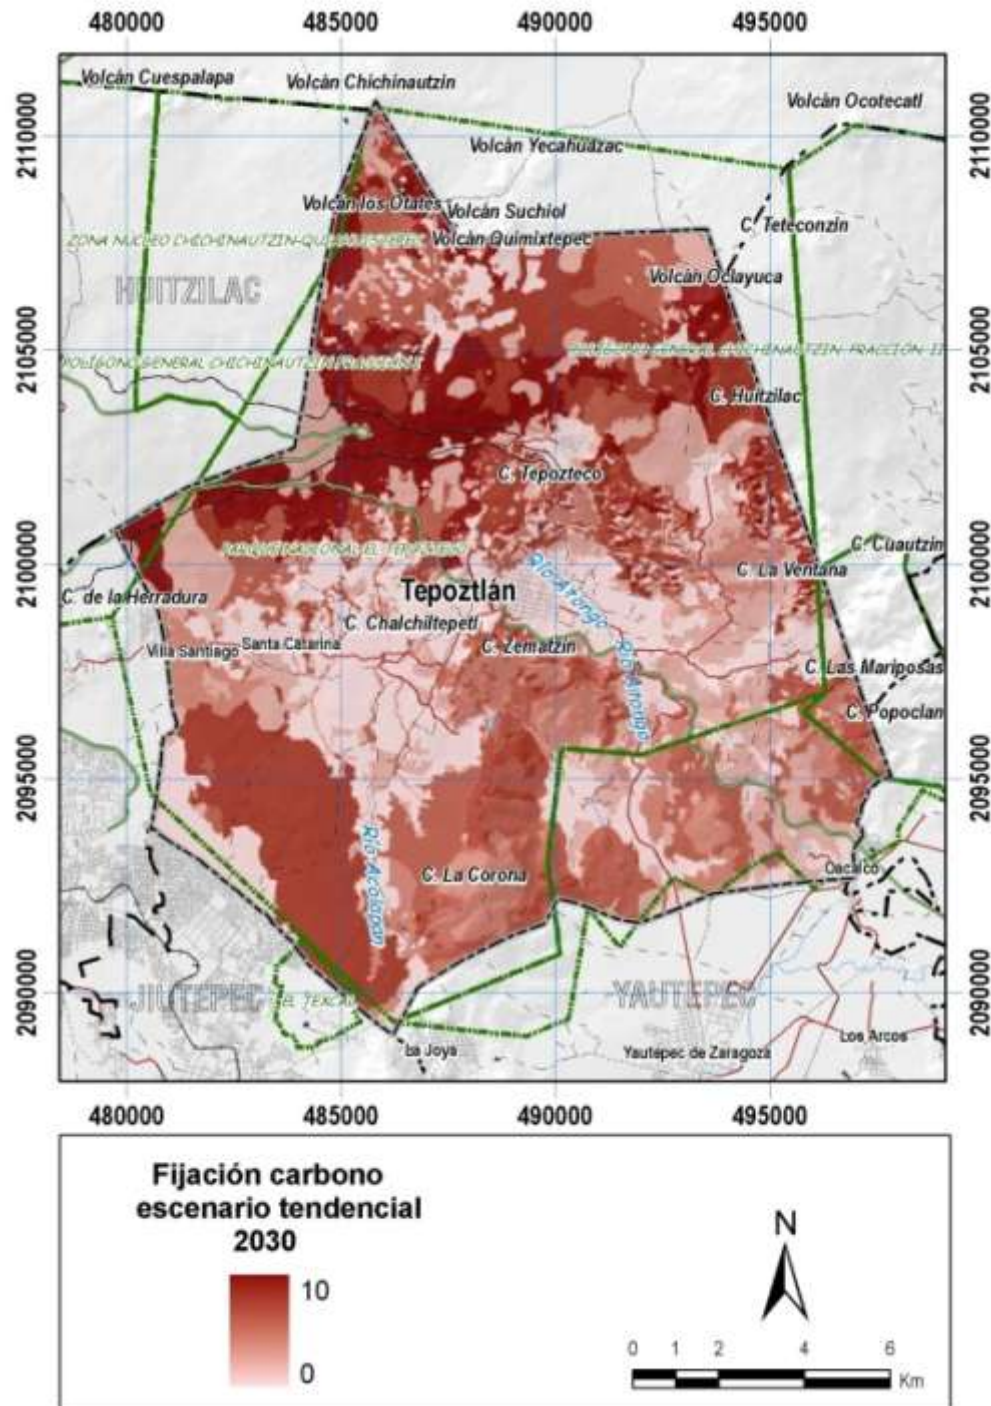 480000
485000
490000
495000
Volcán Cuespalapa
Volcán Chichinautzin
Volcán Ocotecatl
2110000
2110000
Volcán Yecahuazac
Volcán los Otates
Volcán Suchiol
C. Teteconzín
Volcán Quimixtepec
HUITZILAC
Volcán Oclayuca
2105000
2105000
C. Huitzilac
C. Tepozteco
2100000
2100000
C. Cuautzin
Tepoztlán
C. La Ventana
C. de la Herradura
C. Chalchiltepetl
Villa Santiago
Santa Catarina
C. Zematzin
C. Las Mariposas
C. Popoclan
2095000
2095000
C. La Corona
Oacalco
2090000
2090000
JIUTEPEC
YAUTEPEC
La Joya
Yautepec de Zaragoza
Los Arcos
480000
485000
490000
495000
Fijación carbono
escenario tendencial
2030
10
0
N
0 1 2 4 6
Km